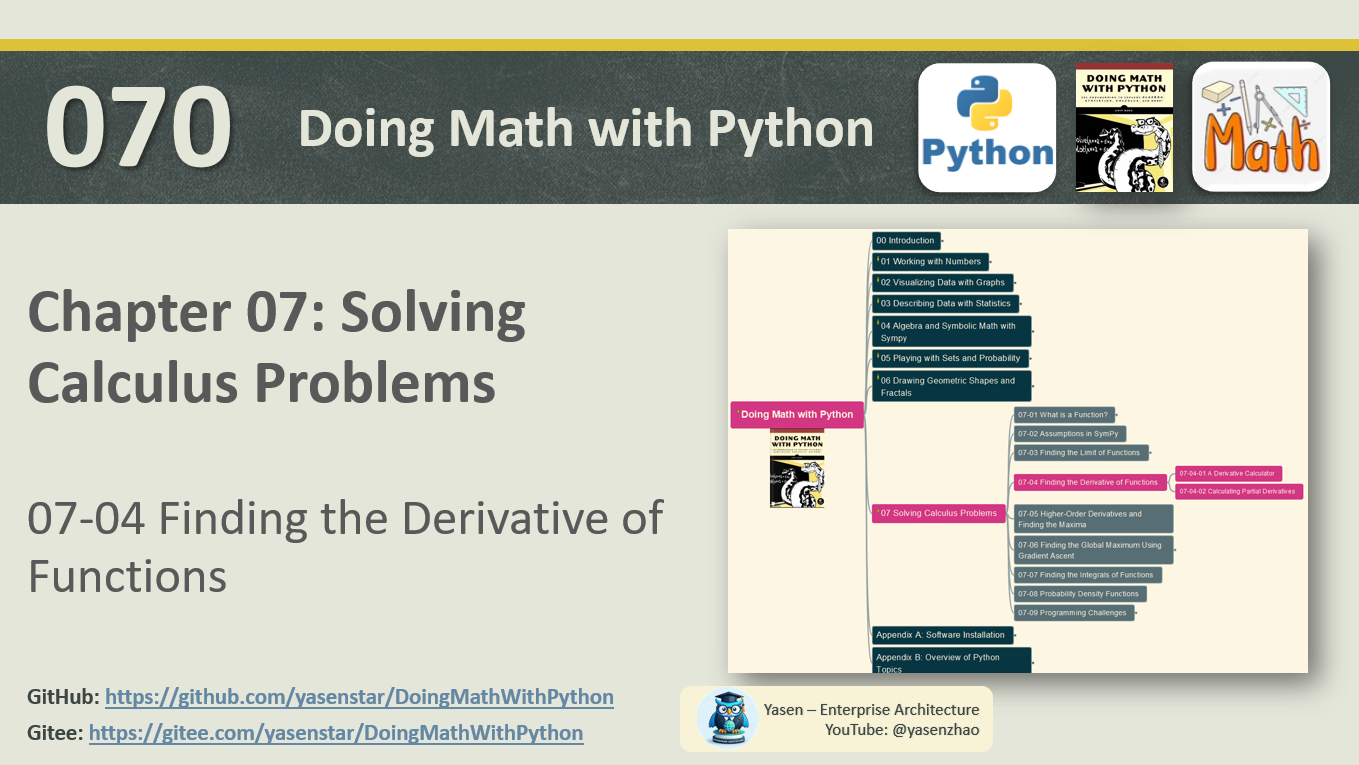 070
Doing Math with Python
Python
DOING MATH
WITH PYTHON
Math
Chapter 07: Solving
Calculus Problems
07-04 Finding the Derivative of
Functions
00 Introduction
01 Working with Numbers
02 Visualizing Data with Graphs
03 Describing Data with Statistics
04 Algebra and Symbolic Math with
Sympy
05 Playing with Sets and Probability
06 Drawing Geometric Shapes and
Fractals
Doing Math with Python
DOING MATH
WITH PYTHON
07 Solving Calculus Problems
07-01 What is a Function?
07-02 Assumptions in SymPy
07-03 Finding the Limit of Functions
07-04 Finding the Derivative of Functions
07-04-01 A Derivative Calculator
07-04-02 Calculating Partial Derivatives
07-05 Higher-Order Derivatives and
Finding the Maxima
07-06 Finding the Global Maximum Using
Gradient Ascent
07-07 Finding the Integrals of Functions
07-08 Probability Density Functions
07-09 Programming Challenges
Appendix A: Software Installation
Appendix B: Overview of Python
Topics
GitHub: https://github.com/yasenstar/DoingMathWithPython
Gitee: https://gitee.com/yasenstar/DoingMathWithPython
Yasen – Enterprise Architecture
YouTube: @yasenzhao